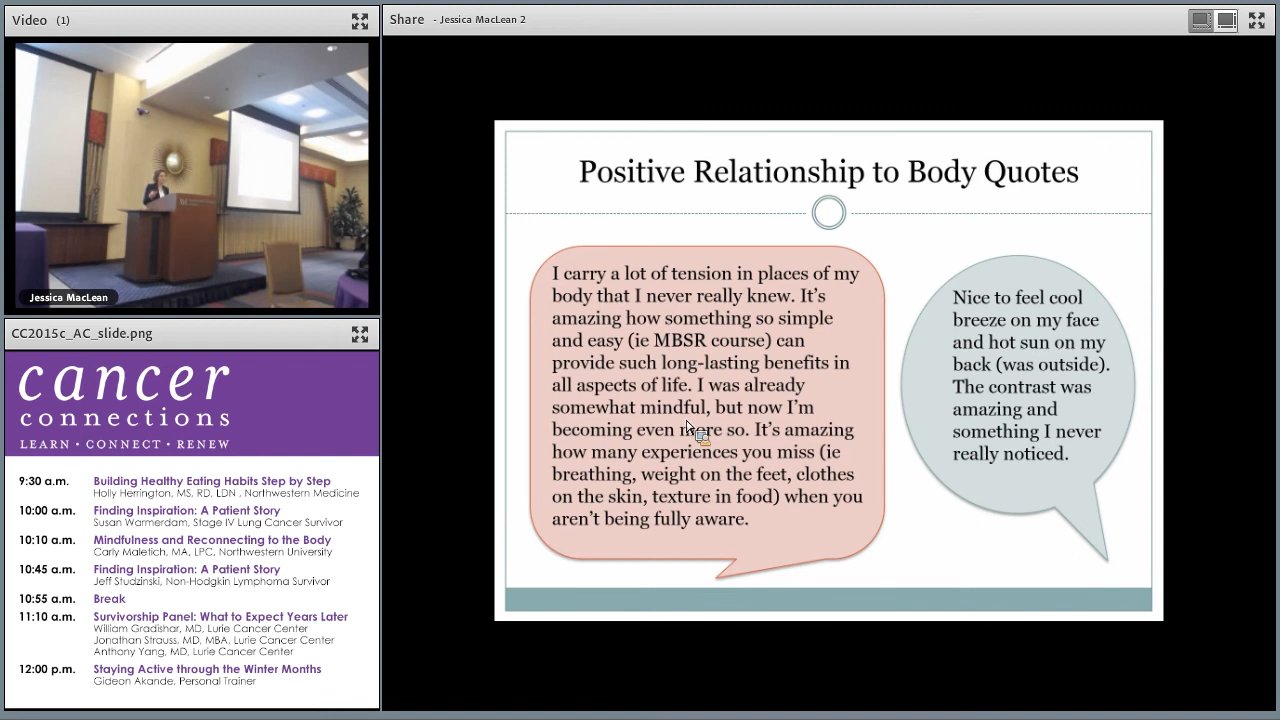 Video (1)
Jessica MacLean
CC2015c_AC_slide.png
cancer
connections
LEARN • CONNECT • RENEW
9:30 a.m. Building Healthy Eating Habits Step by Step
Holly Herrington, MS, RD, LDN , Northwestern Medicine
10:00 a.m. Finding Inspiration: A Patient Story
Susan Warmerdam, Stage IV Lung Cancer Survivor
10:10 a.m. Mindfulness and Reconnecting to the Body
Carly Maletich, MA, LPC, Northwestern University
10:45 a.m. Finding Inspiration: A Patient Story
Jeff Studzinski, Non-Hodgkin Lymphoma Survivor
10:55 a.m. Break
11:10 a.m. Survivorship Panel: What to Expect Years Later
William Gradishar, MD, Lurie Cancer Center
Jonathan Strauss, MD, MBA, Lurie Cancer Center
Anthony Yang, MD, Lurie Cancer Center
12:00 p.m. Staying Active through the Winter Months
Gideon Akande, Personal Trainer
Share - Jessica MacLean 2
Positive Relationship to Body Quotes
I carry a lot of tension in places of my
body that I never really knew. It's
amazing how something so simple
and easy (ie MBSR course) can
provide such long-lasting benefits in
all aspects of life. I was already
somewhat mindful, but now I'm
becoming even more so. It's amazing
how many experiences you miss (ie
breathing, weight on the feet, clothes
on the skin, texture in food) when you
aren't being fully aware.
Nice to feel cool
breeze on my face
and hot sun on my
back (was outside).
The contrast was
amazing and
something I never
really noticed.